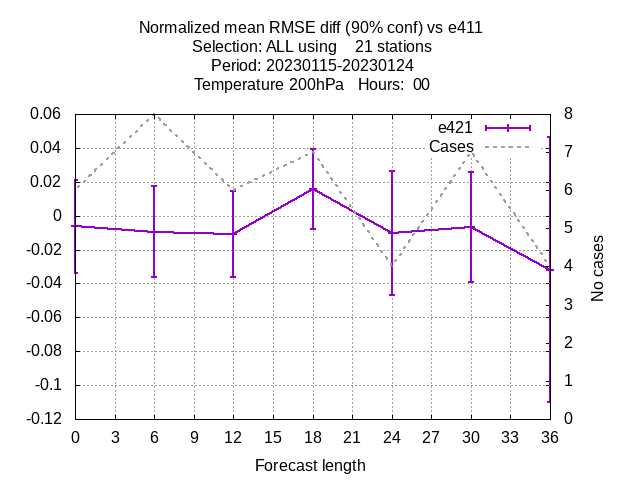 Normalized mean RMSE diff (90% conf) vs e411
Selection: ALL using    21 stations
Period: 20230115-20230124
Temperature 200hPa   Hours:  00
0.06
0.04
0.02
0
-0.02
-0.04
-0.06
-0.08
-0.1
-0.12
e421
Cases
8
7
6
5
4
3
2
1
0
No cases
0 3 6 9 12 15 18 21 24 27 30 33 36
Forecast length